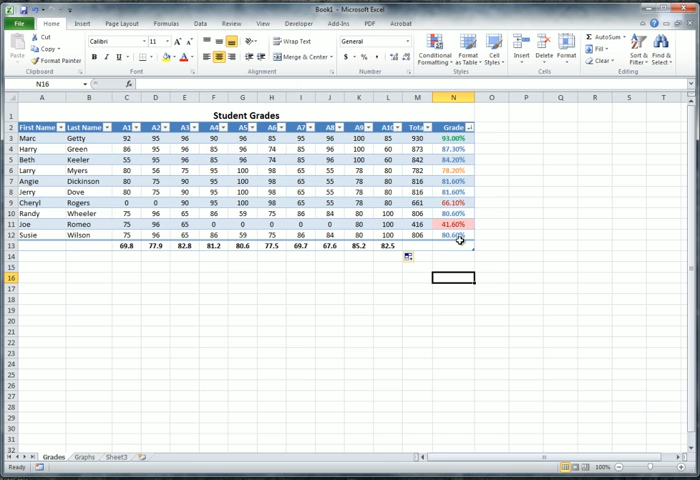 Book1 - Microsoft Excel
File Home Insert Page Layout Formulas Data Review View Developer Add-Ins PDF Acrobat
Cut
Copy
Format Painter
Paste
Clipboard
Calibri 11
B I U
Font
Wrap Text
Merge & Center
Alignment
General
$ % ,
Number
Conditional Formatting
Format as Table
Cell Styles
Styles
Insert Delete Format
Cells
AutoSum
Fill
Clear
Sort & Filter
Find & Select
Editing
N16 fx
A B C D E F G H I J K L M N O P Q R S T
1 Student Grades
2 First Name Last Name A1 A2 A3 A4 A5 A6 A7 A8 A9 A10 Tota Grade
3 Marc Getty 92 95 96 90 96 85 95 96 100 85 930 93.00%
4 Harry Green 86 95 96 85 96 74 85 96 100 60 873 87.30%
5 Beth Keeler 55 95 96 85 96 74 85 96 100 60 842 84.20%
6 Larry Myers 80 56 75 95 100 98 65 55 78 80 782 78.20%
7 Angie Dickinson 80 75 90 95 100 98 65 55 78 80 816 81.60%
8 Jerry Dove 80 75 90 95 100 98 65 55 78 80 816 81.60%
9 Cheryl Rogers 0 0 90 95 100 98 65 55 78 80 661 66.10%
10 Randy Wheeler 75 96 65 86 59 75 86 84 80 100 806 80.60%
11 Joe Romeo 75 96 65 0 0 0 0 0 80 100 416 41.60%
12 Susie Wilson 75 96 65 86 59 75 86 84 80 100 806 80.60%
13 69.8 77.9 82.8 81.2 80.6 77.5 69.7 67.6 85.2 82.5
14
15
16
17
18
19
20
21
22
23
24
25
26
27
28
29
30
31
32
Grades Graphs Sheet3
Ready 100%